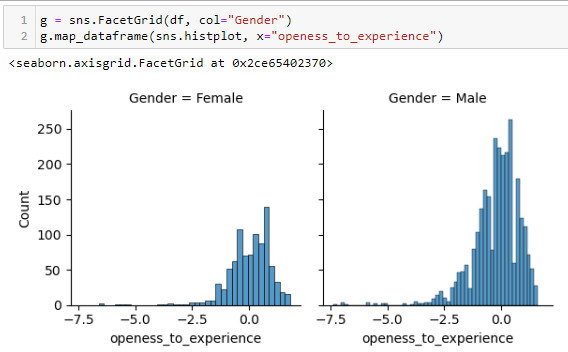 1 g = sns.FacetGrid(df, col="Gender")
2 g.map_dataframe(sns.histplot, x="openess_to_experience")
<seaborn.axisgrid.FacetGrid at 0x2ce65402370>
Gender = Female Gender = Male
250
200
150
100
50
0
Count
−7.5 −5.0 −2.5 0.0 −7.5 −5.0 −2.5 0.0
openess_to_experience openess_to_experience